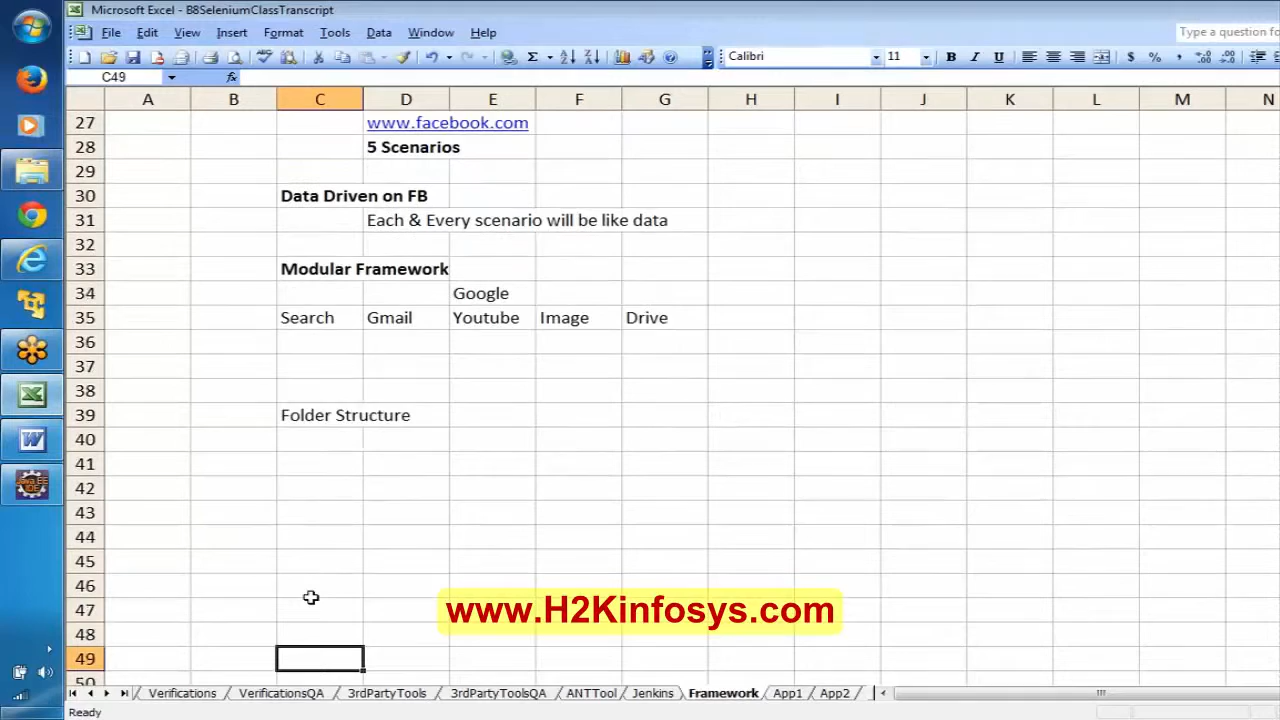 Microsoft Excel - B8SeleniumClassTranscript
File Edit View Insert Format Tools Data Window Help Type a question fo
Calibri 11 B I U $ %
C49 fx
A B C D E F G H I J K L M N
27 www.facebook.com
28 5 Scenarios
29
30 Data Driven on FB
31 Each & Every scenario will be like data
32
33 Modular Framework
34 Google
35 Search Gmail Youtube Image Drive
36
37
38
39 Folder Structure
40
41
42
43
44
45
46
47
www.H2Kinfosys.com
48
49
50
Verifications VerificationsQA 3rdPartyTools 3rdPartyToolsQA ANTTool Jenkins Framework App1 App2
Ready